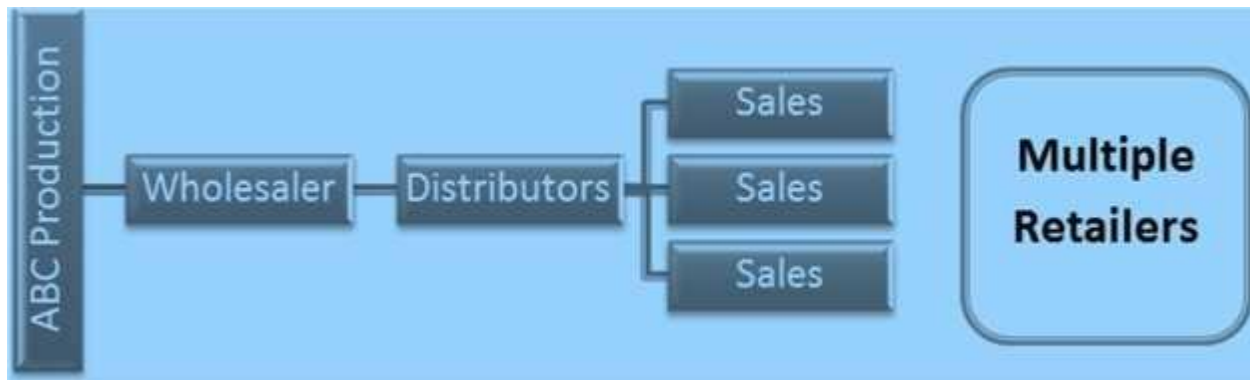 ABC Production
Wholesaler
Distributors
Sales
Sales
Sales
Multiple
Retailers